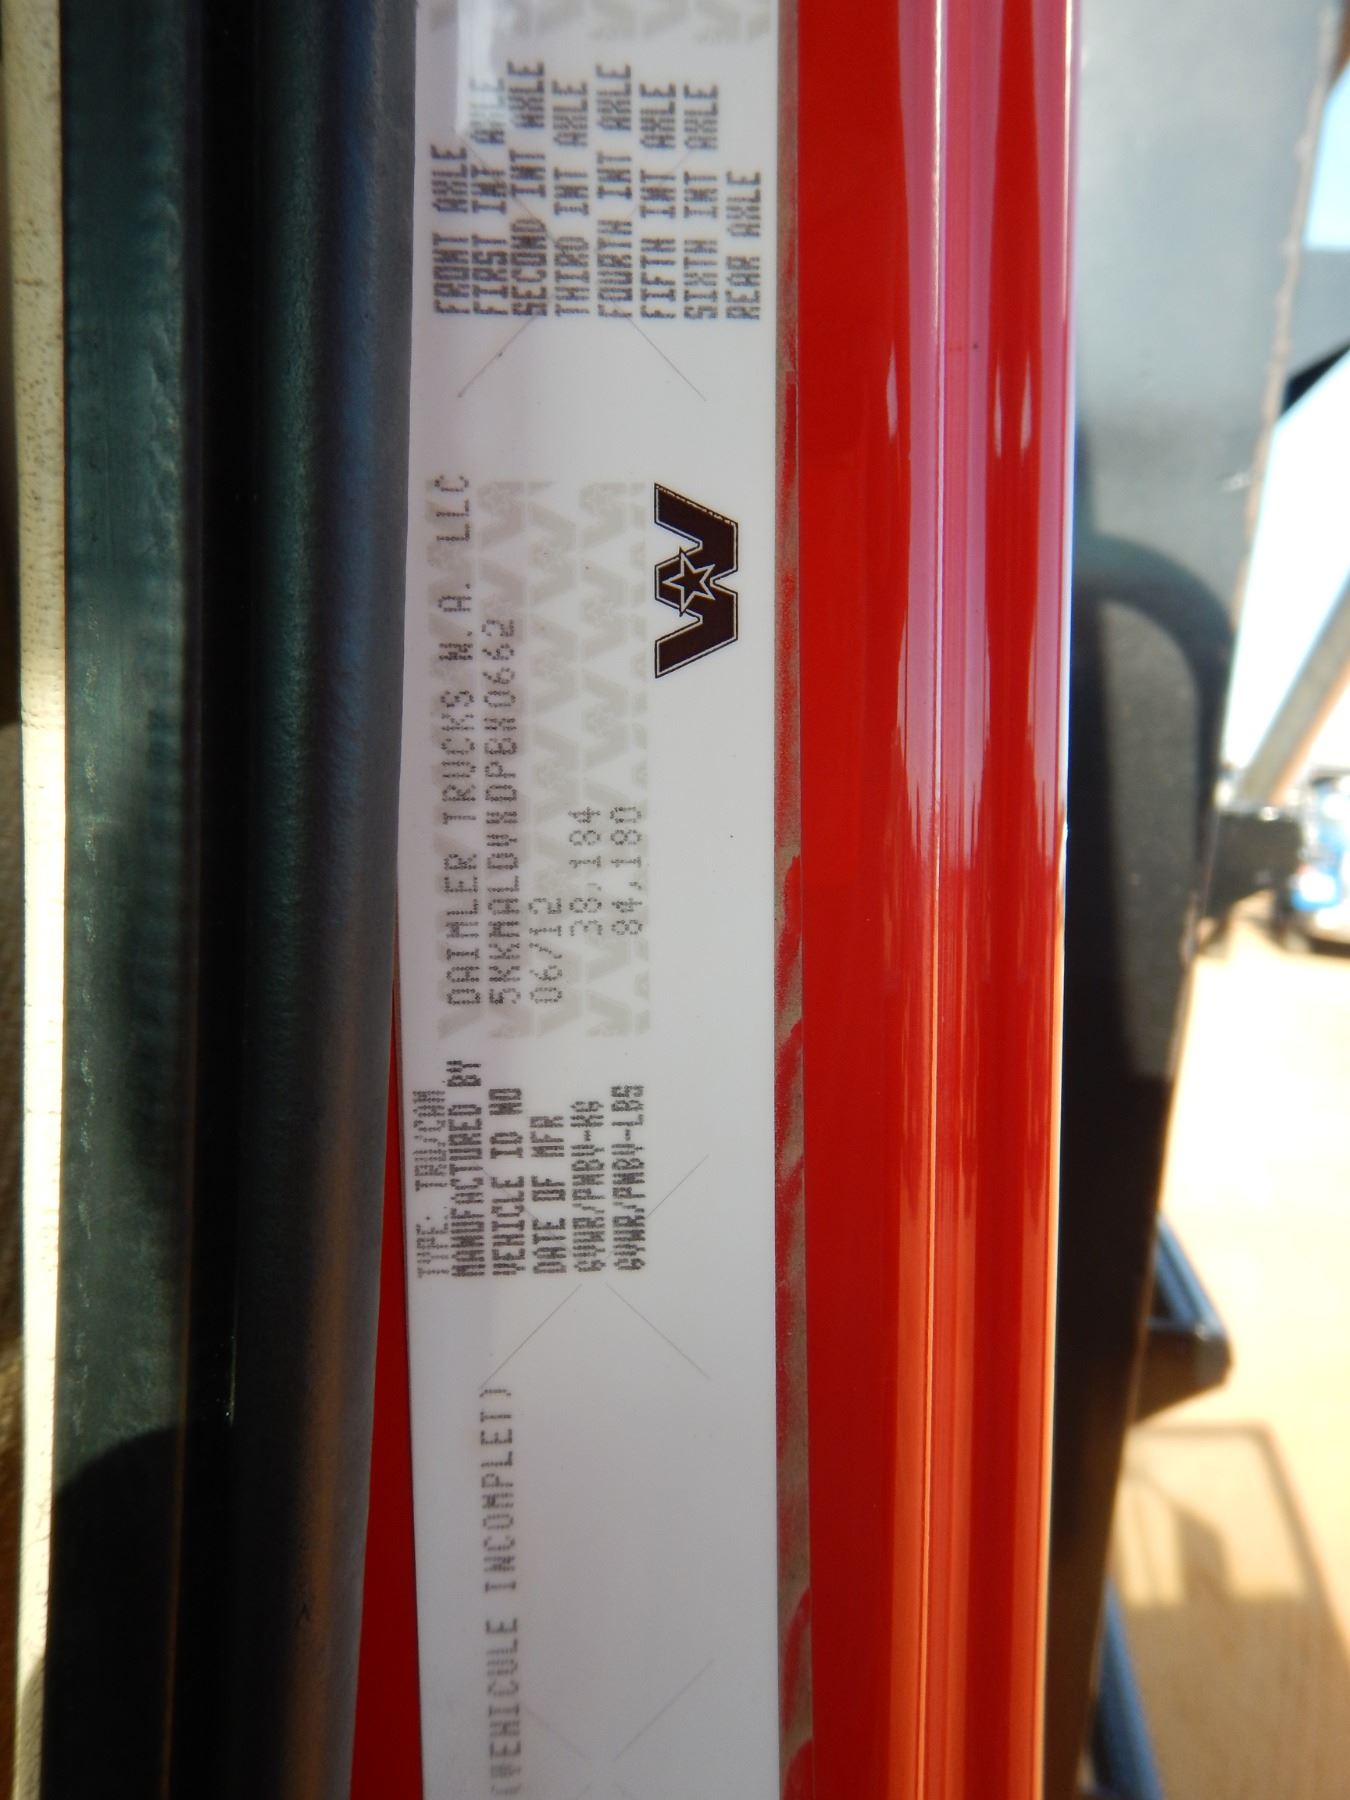 (VEHICULE INCOMPLET)
TYPE: TRU/CAM
MANUFACTURED BY DAIMLER TRUCKS N.A. LLC
VEHICLE ID NO 5KKMALDVWDPBH0662
DATE OF MFR 06/12
GVWR/PNBV-KG 38,184
GVWR/PNBV-LBS 84,180
FRONT AXLE
FIRST INT AXLE
SECOND INT AXLE
THIRD INT AXLE
FOURTH INT AXLE
FIFTH INT AXLE
SIXTH INT AXLE
REAR AXLE